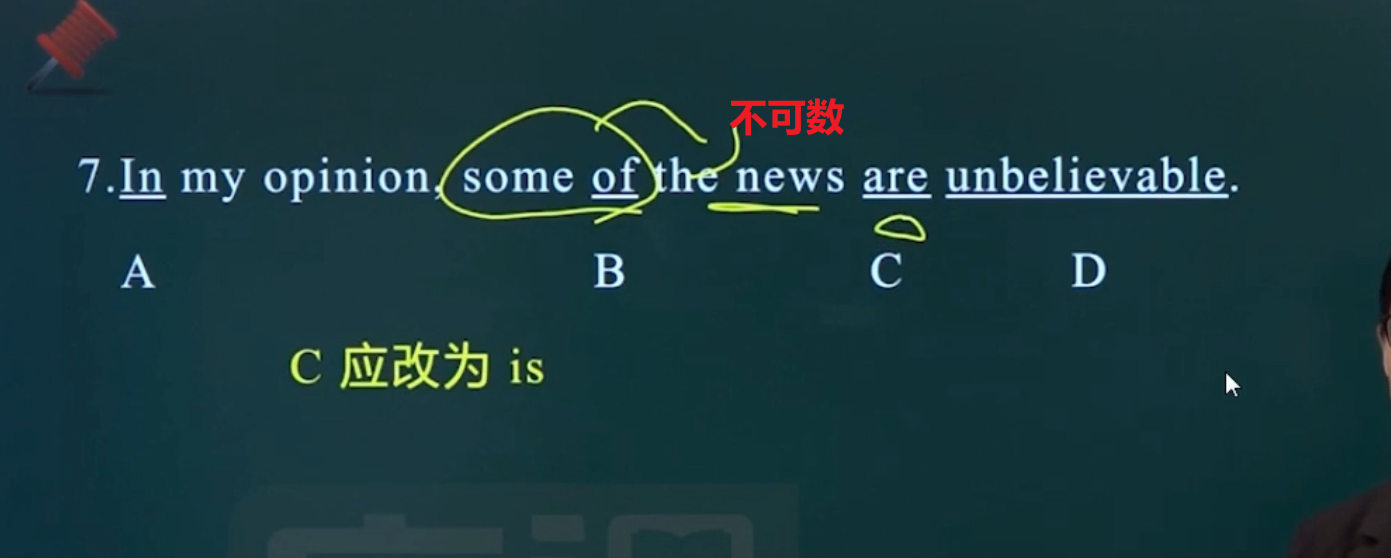 不可数
7.In my opinion, some of the news are unbelievable.
A B C D
C 应改为 is